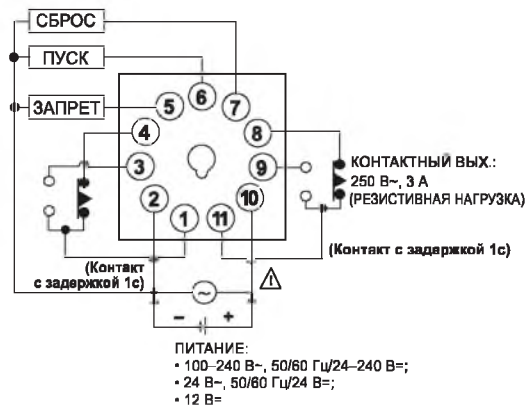 СБРОС
ПУСК
ЗАПРЕТ
6
5
7
4
8
3
9
2
10
1
11
КОНТАКТНЫЙ ВЫХ.:
250 В~, 3 А
(РЕЗИСТИВНАЯ НАГРУЗКА)
(Контакт
с задержкой 1с)
(Контакт с задержкой 1с)
~
!
− +
ПИТАНИЕ:
• 100–240 В~, 50/60 Гц/24–240 В=;
• 24 В~, 50/60 Гц/24 В=;
• 12 В=